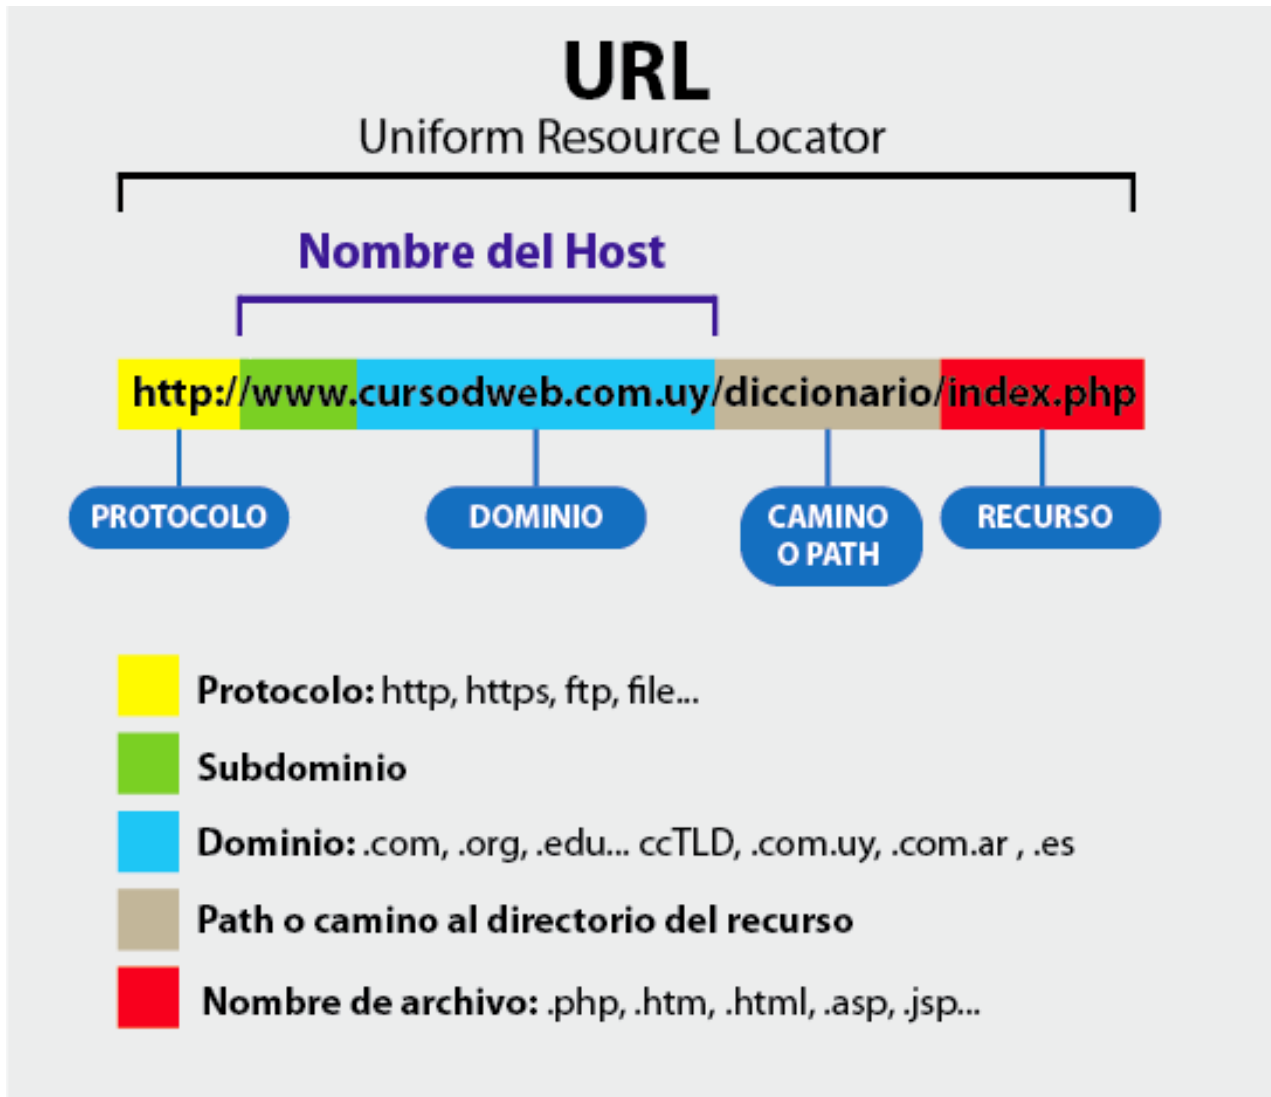 URL
Uniform Resource Locator
Nombre del Host
http://www.cursodweb.com.uy/diccionario/index.php
PROTOCOLO
DOMINIO
CAMINO
O PATH
RECURSO
Protocolo: http, https, ftp, file...
Subdominio
Dominio: .com, .org, .edu... ccTLD, .com.uy, .com.ar , .es
Path o camino al directorio del recurso
Nombre de archivo: .php, .htm, .html, .asp, .jsp...